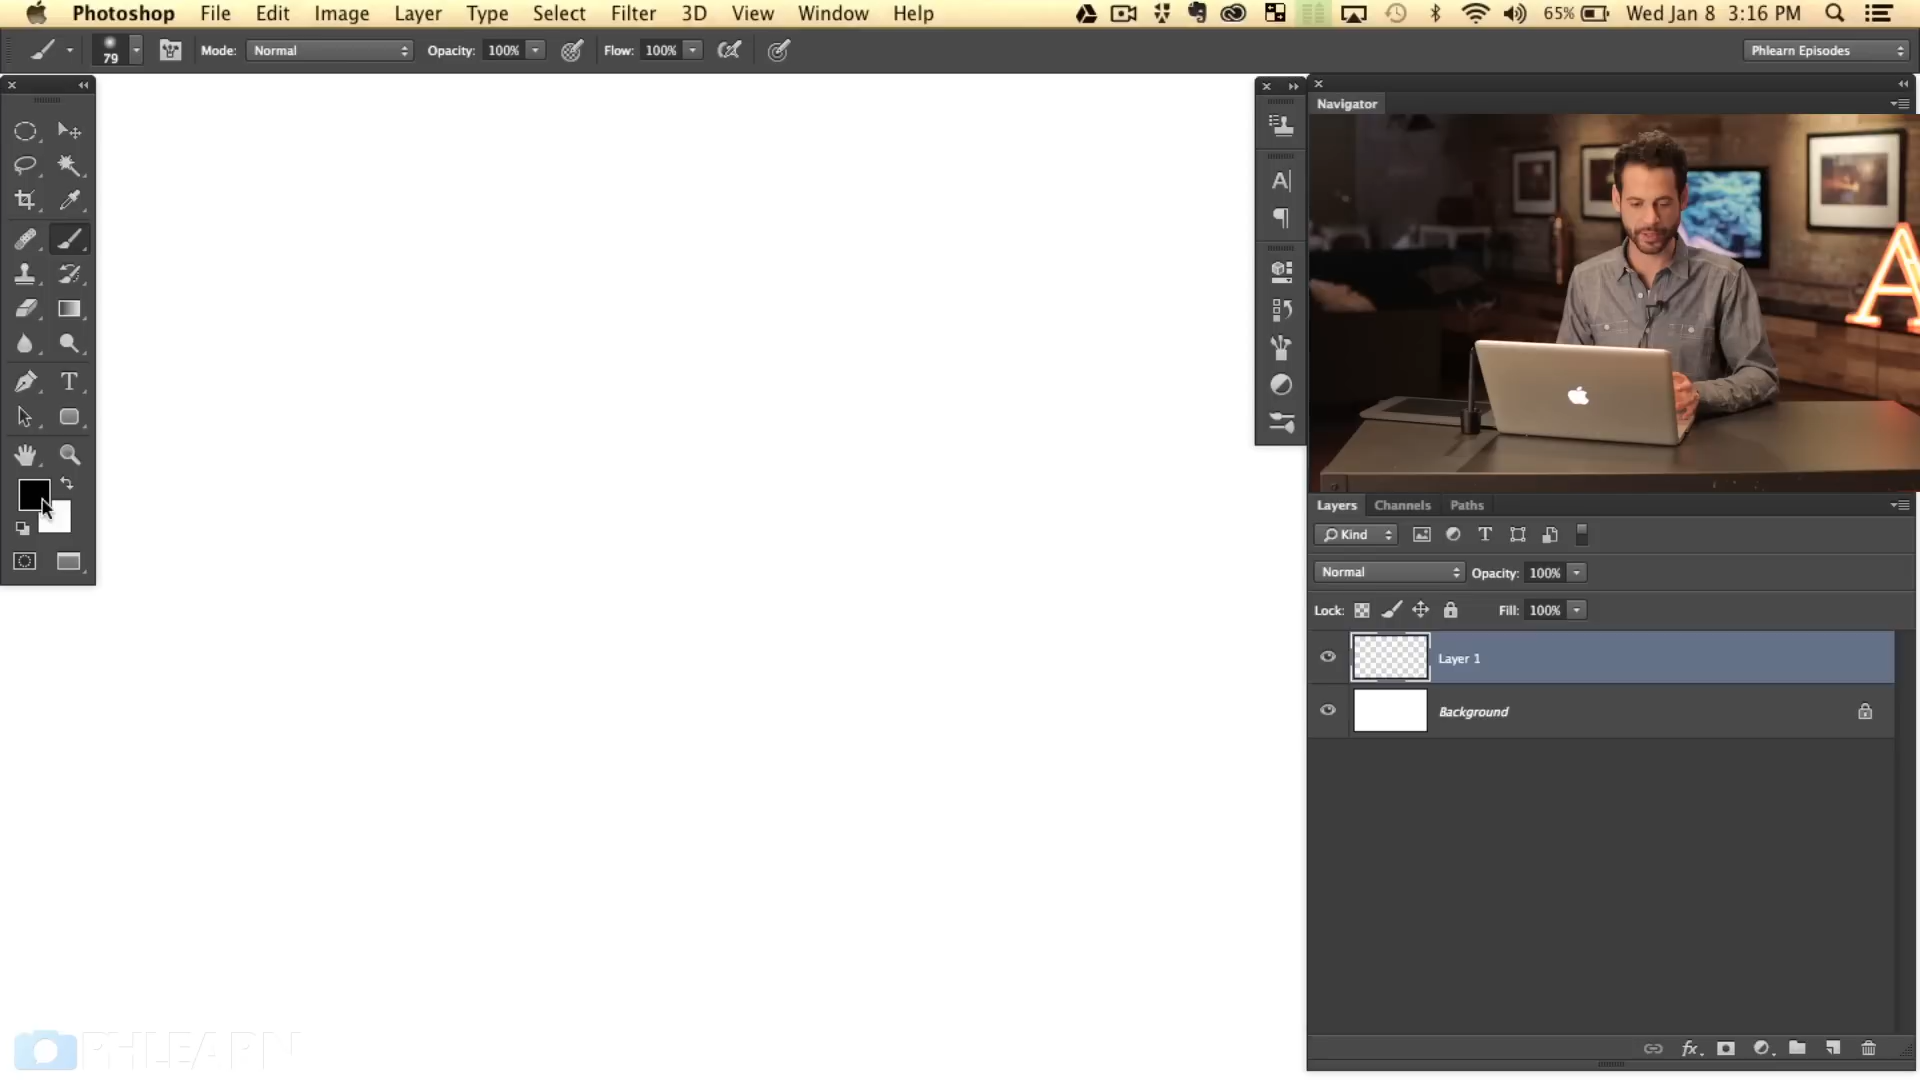 Photoshop File Edit Image Layer Type Select Filter 3D View Window Help 65% Wed Jan 8 3:16 PM
79 Mode: Normal Opacity: 100% Flow: 100% Phlearn Episodes
Navigator
A
Layers Channels Paths
Kind
Normal Opacity: 100%
Lock: Fill: 100%
Layer 1
Background
PHLEARN